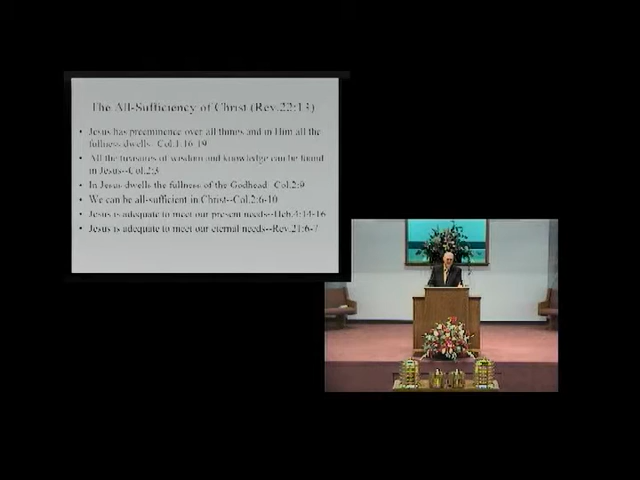 The All-Sufficiency of Christ (Rev.22:13)
• Jesus has preeminence over all things and in Him all the
fullness dwells--Col.1:16-19
• All the treasures of wisdom and knowledge can be found
in Jesus--Col.2:3
• In Jesus dwells the fullness of the Godhead--Col.2:9
• We can be all-sufficient in Christ--Col.2:6-10
• Jesus is adequate to meet our present needs--Heb.4:14-16
• Jesus is adequate to meet our eternal needs--Rev.21:6-7